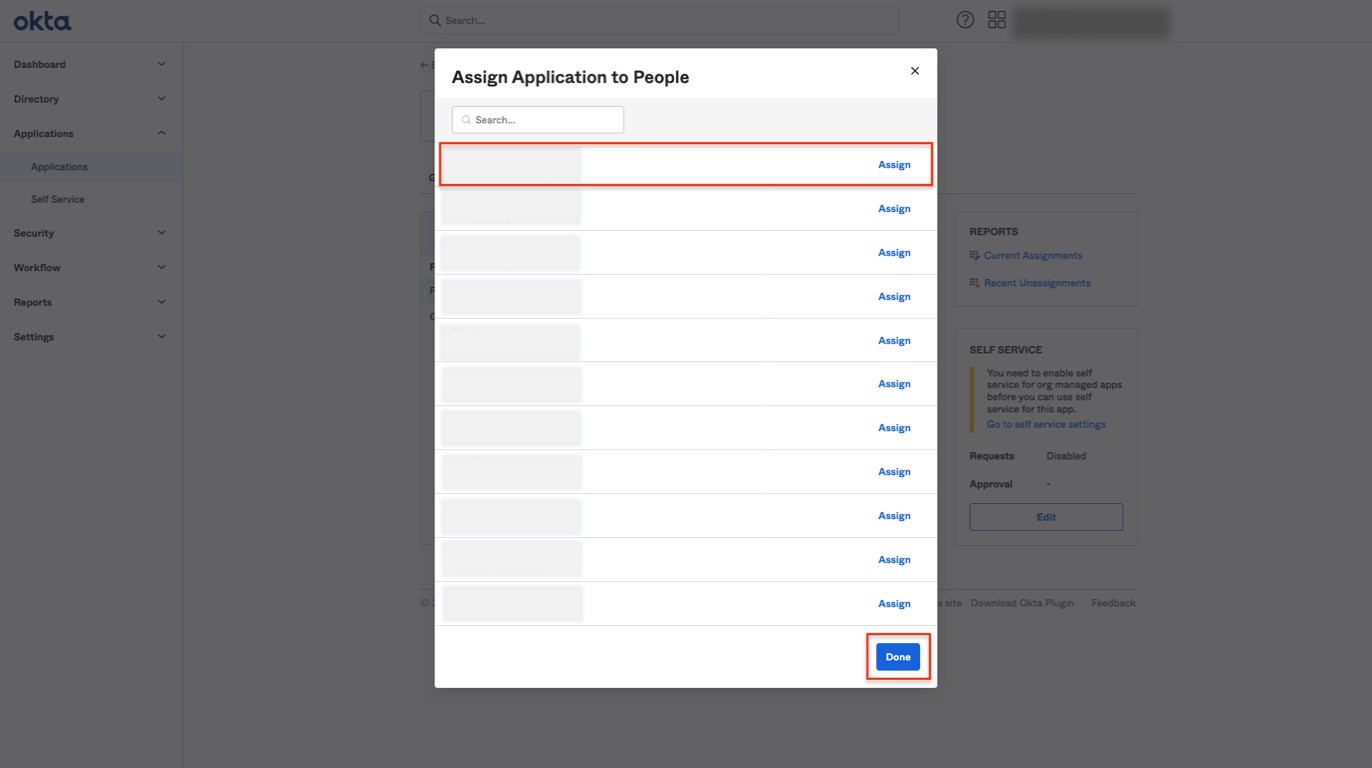 okta
Search...
Dashboard
Directory
Applications
Applications
Self Service
Security
Workflow
Reports
Settings
Assign Application to People
Search...
Assign
Assign
Assign
Assign
Assign
Assign
Assign
Assign
Assign
Assign
Assign
Done
REPORTS
Current Assignments
Recent Unassignments
SELF SERVICE
You need to enable self
service for org managed apps
before you can use self
service for this app.
Go to self service settings
Requests Disabled
Approval -
Edit
©
site Download Okta Plugin Feedback